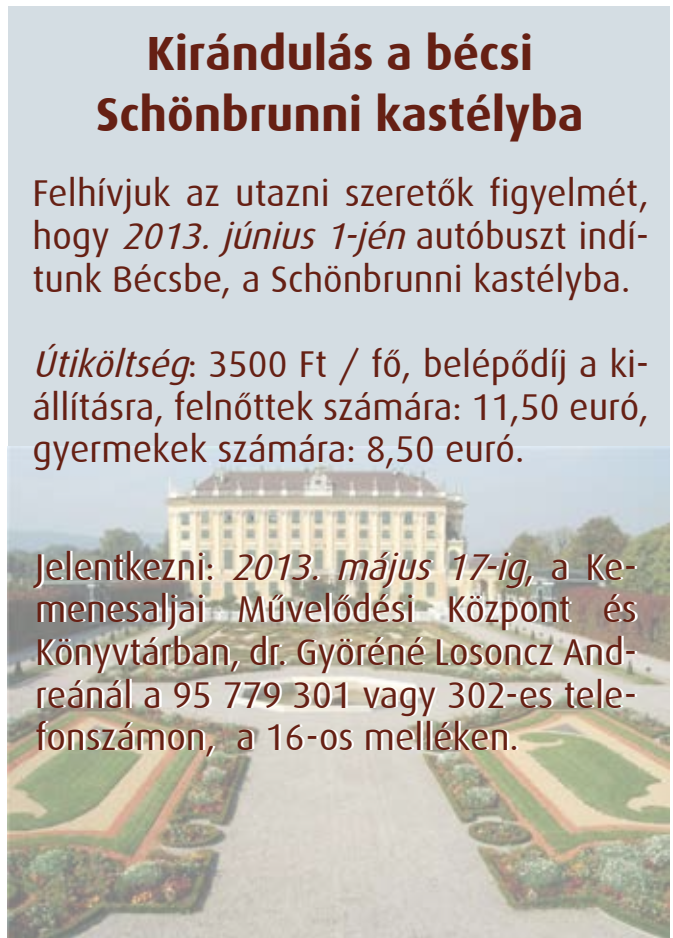 Kirándulás a bécsi
Schönbrunni kastélyba
Felhívjuk az utazni szeretők figyelmét,
hogy 2013. június 1-jén autóbuszt indí-
tunk Bécsbe, a Schönbrunni kastélyba.
Útiköltség: 3500 Ft / fő, belépődíj a ki-
állításra, felnőttek számára: 11,50 euró,
gyermekek számára: 8,50 euró.
Jelentkezni: 2013. május 17-ig, a Ke-
menesaljai Művelődési Központ és
Könyvtárban, dr. Györéné Losoncz And-
reánál a 95 779 301 vagy 302-es tele-
fonszámon,  a 16-os melléken.